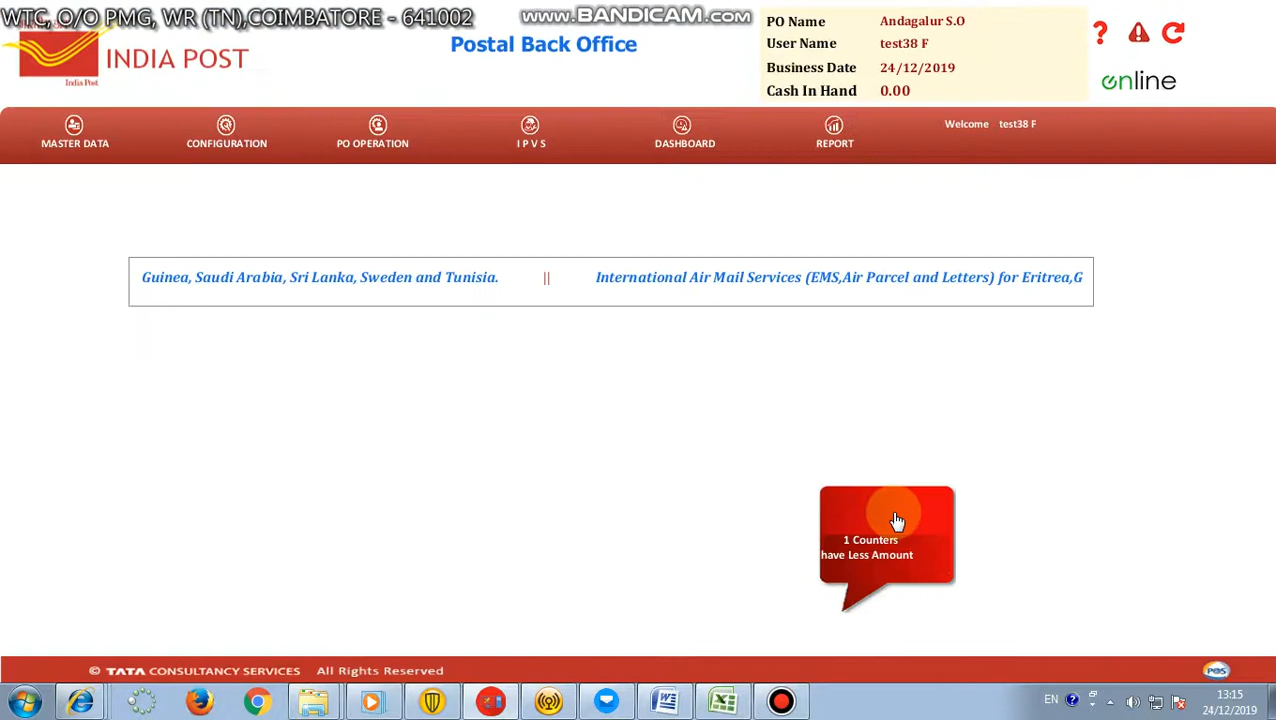 WTC, O/O PMG, WR (TN),COIMBATORE - 641002
www.BANDICAM.com
INDIA POST
India Post
Postal Back Office
PO Name Andagalur S.O
User Name test38 F
Business Date 24/12/2019
Cash In Hand 0.00
online
MASTER DATA
CONFIGURATION
PO OPERATION
I P V S
DASHBOARD
REPORT
Welcome test38 F
Guinea, Saudi Arabia, Sri Lanka, Sweden and Tunisia. || International Air Mail Services (EMS,Air Parcel and Letters) for Eritrea,G
1 Counters
have Less Amount
© TATA CONSULTANCY SERVICES All Rights Reserved
POS
EN
13:15
24/12/2019